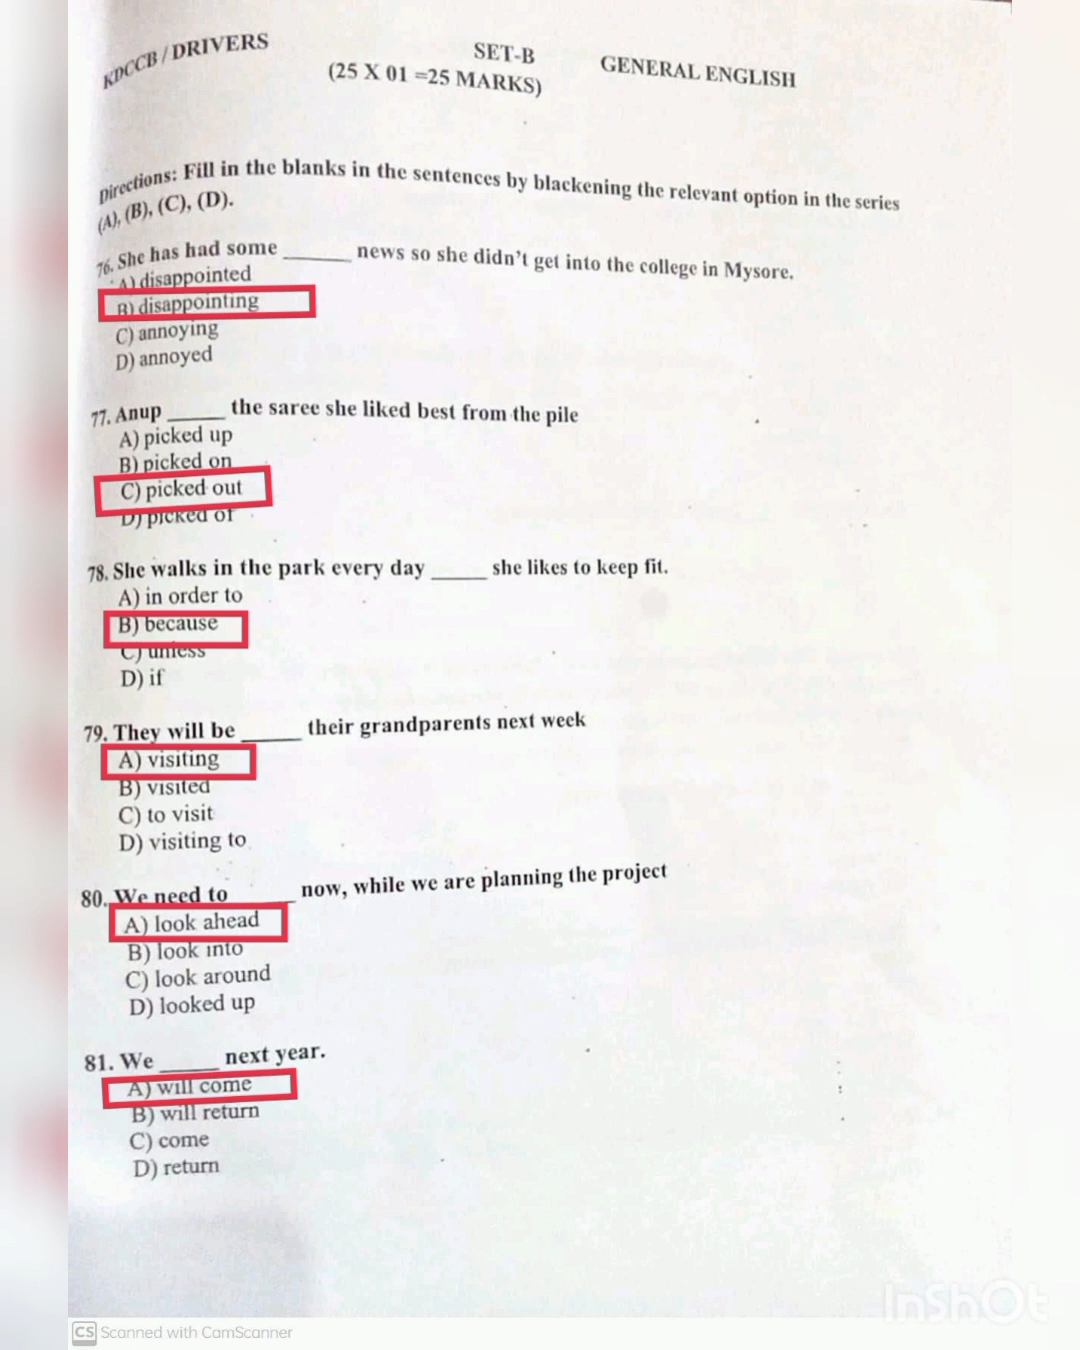 KDCCB / DRIVERS
SET-B
GENERAL ENGLISH
(25 X 01 =25 MARKS)
Directions: Fill in the blanks in the sentences by blackening the relevant option in the series
(A), (B), (C), (D).
76. She has had some ______ news so she didn't get into the college in Mysore.
A) disappointed
B) disappointing
C) annoying
D) annoyed
77. Anup ______ the saree she liked best from the pile
A) picked up
B) picked on
C) picked out
D) picked of
78. She walks in the park every day ______ she likes to keep fit.
A) in order to
B) because
C) unless
D) if
79. They will be ______ their grandparents next week
A) visiting
B) visited
C) to visit
D) visiting to
80. We need to ______ now, while we are planning the project
A) look ahead
B) look into
C) look around
D) looked up
81. We ______ next year.
A) will come
B) will return
C) come
D) return
InShOt
CS Scanned with CamScanner